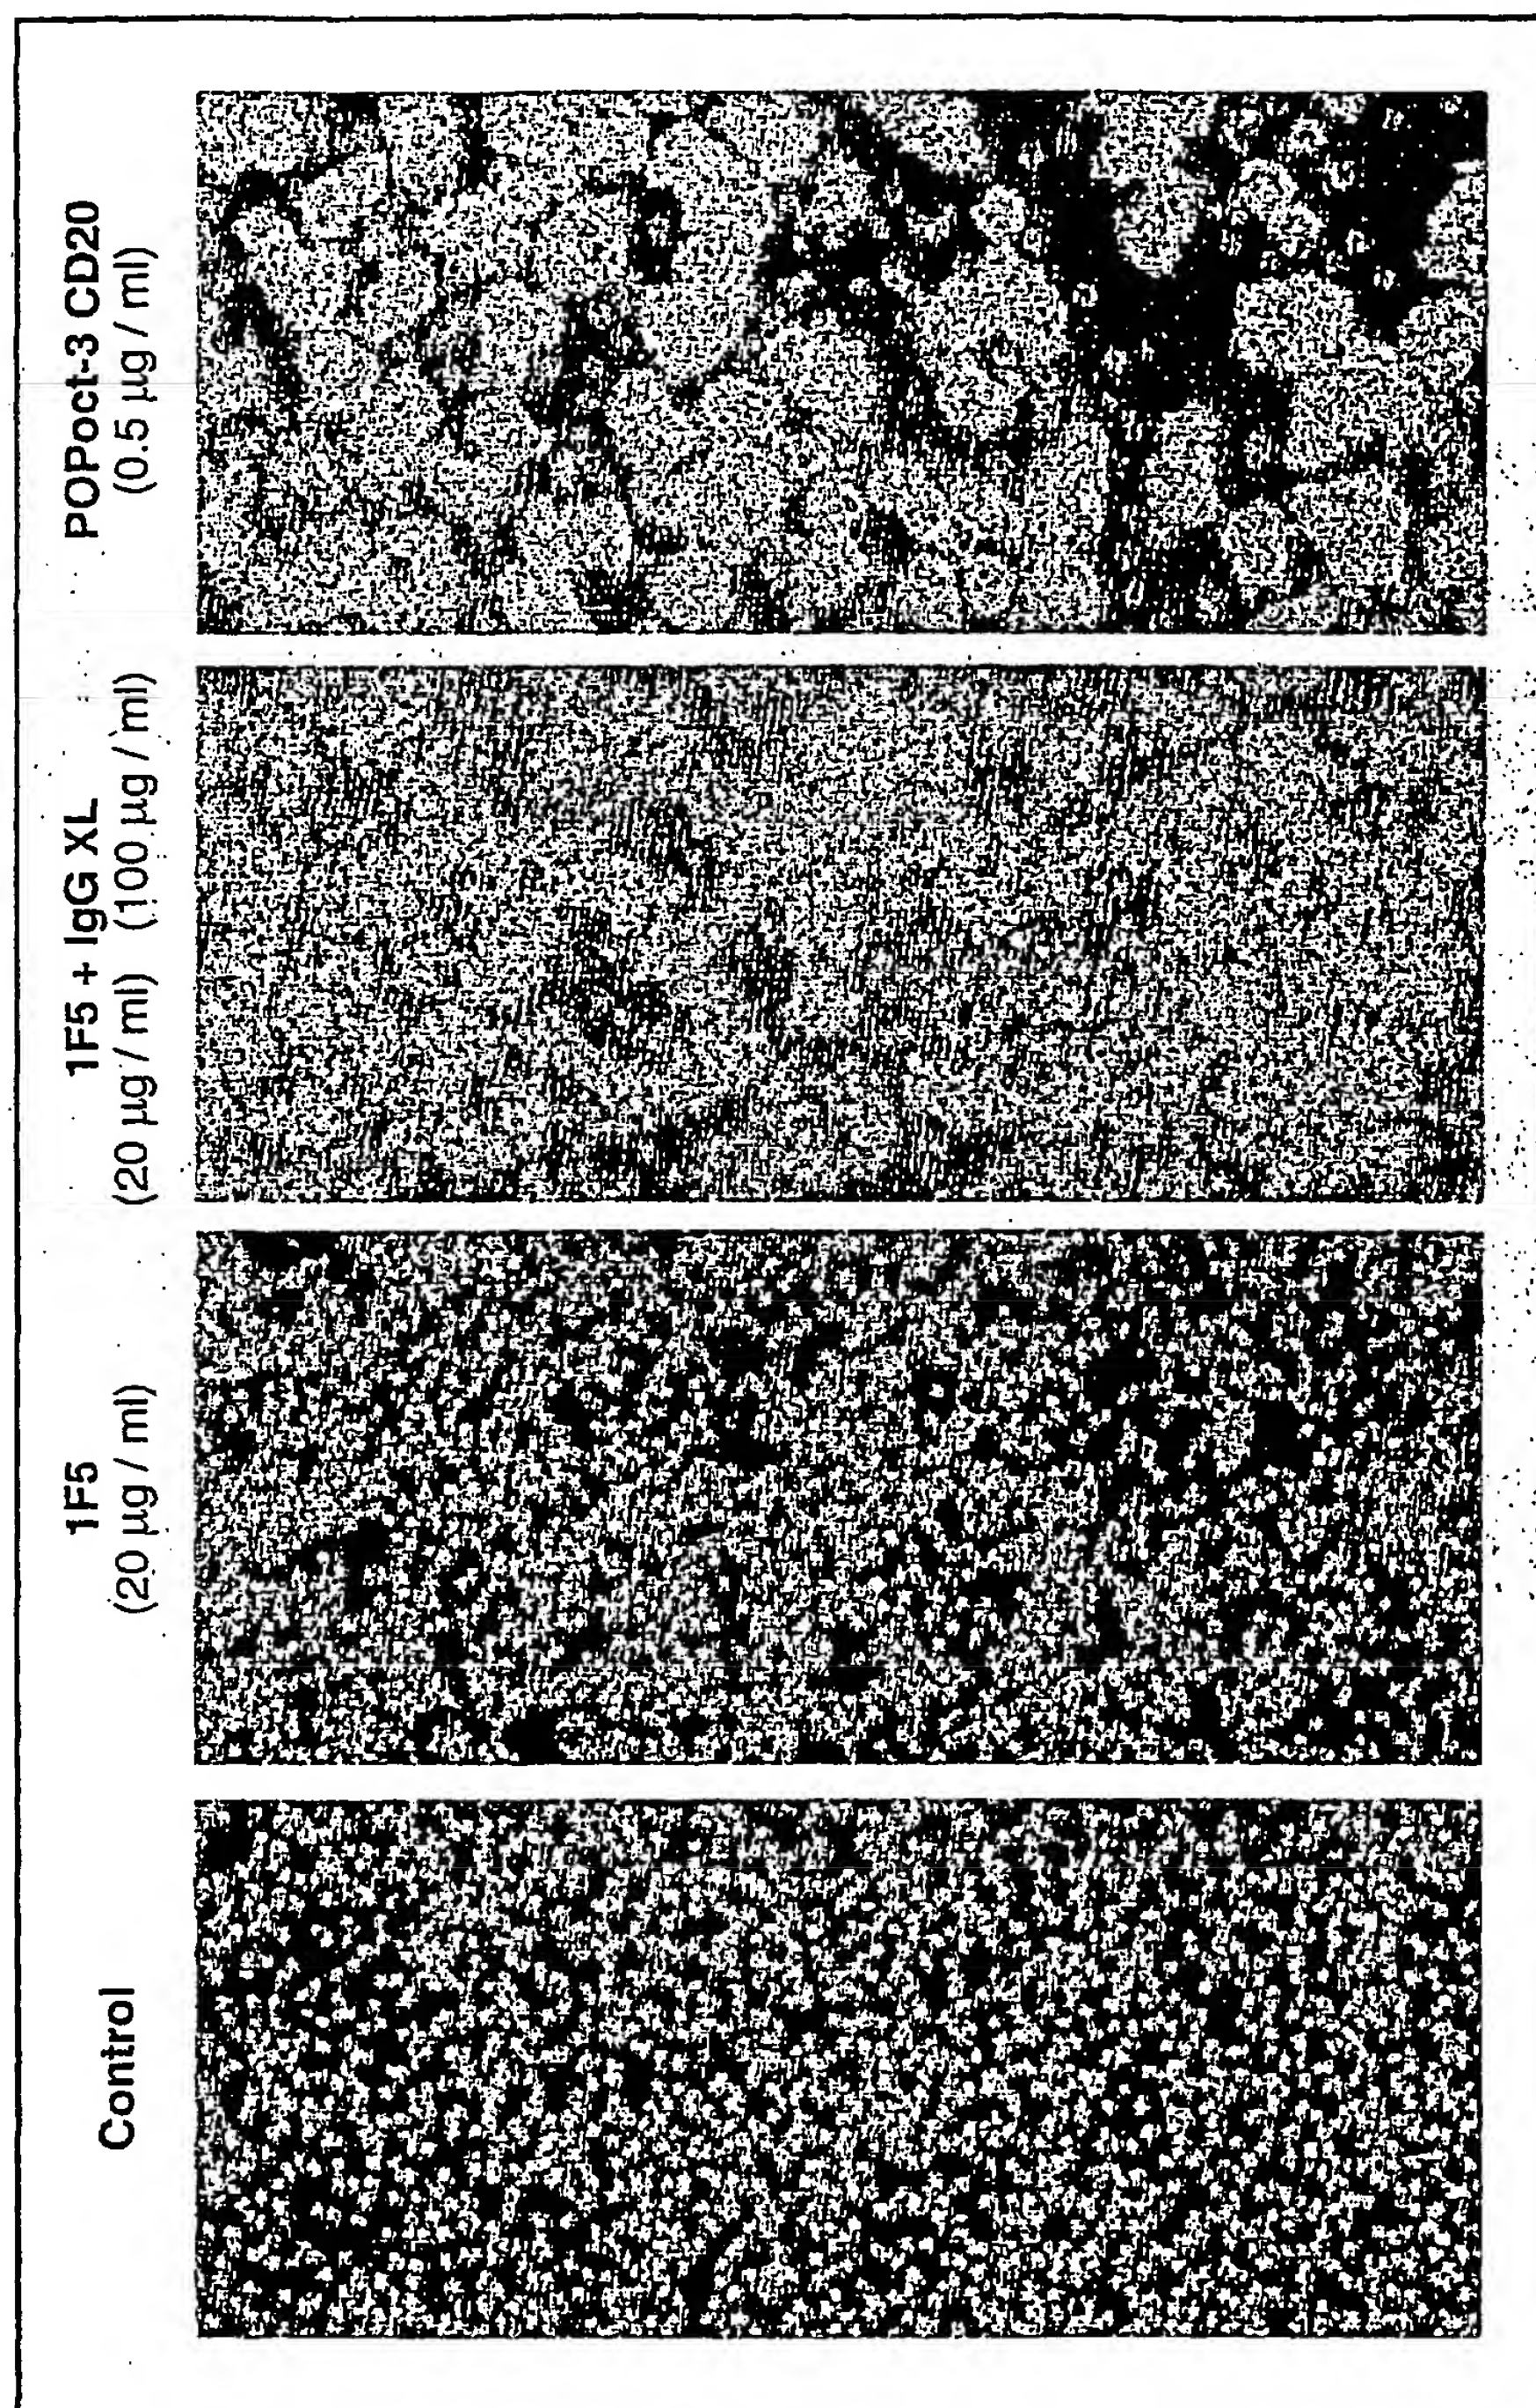 Control
1F5
(20 µg / ml)
1F5 + IgG XL
(20 µg / ml) (100 µg / ml)
POPoct-3 CD20
(0.5 µg / ml)